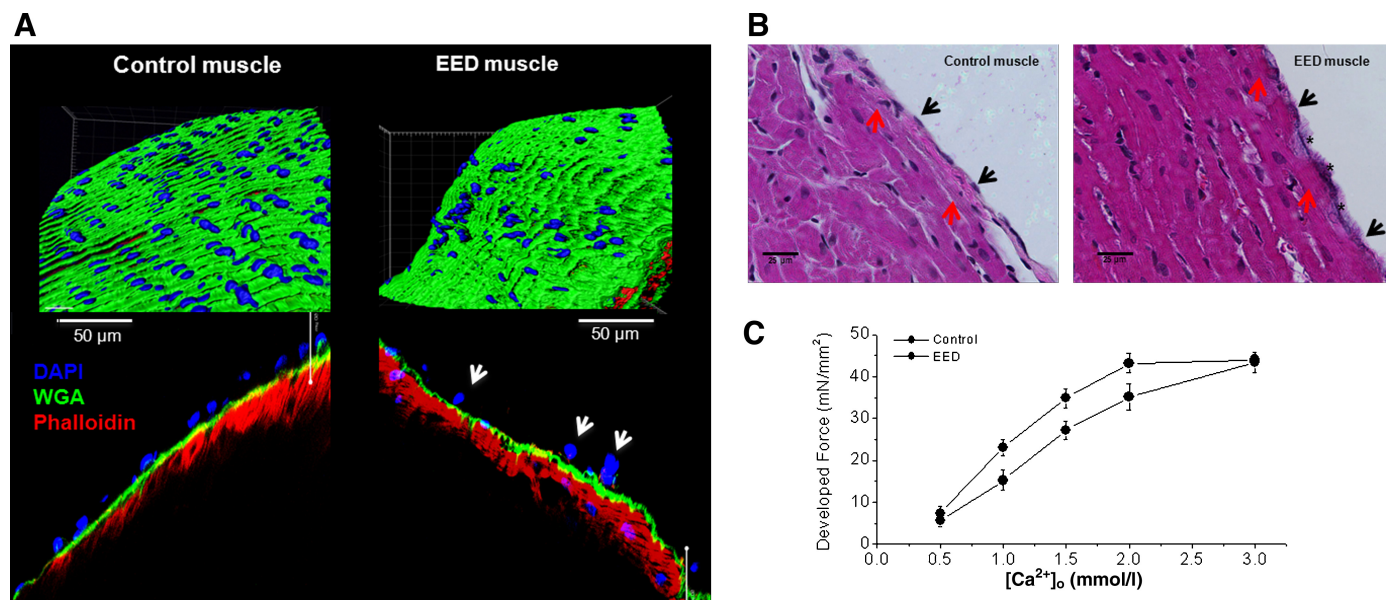 A
Control muscle
EED muscle
50 µm
50 µm
DAPI
WGA
Phalloidin
B
Control muscle
EED muscle
*
*
*
25 µm
25 µm
C
Control
EED
Developed Force (mN/mm²)
50
40
30
20
10
0
0.0 0.5 1.0 1.5 2.0 2.5 3.0
[Ca²⁺]ₒ (mmol/l)